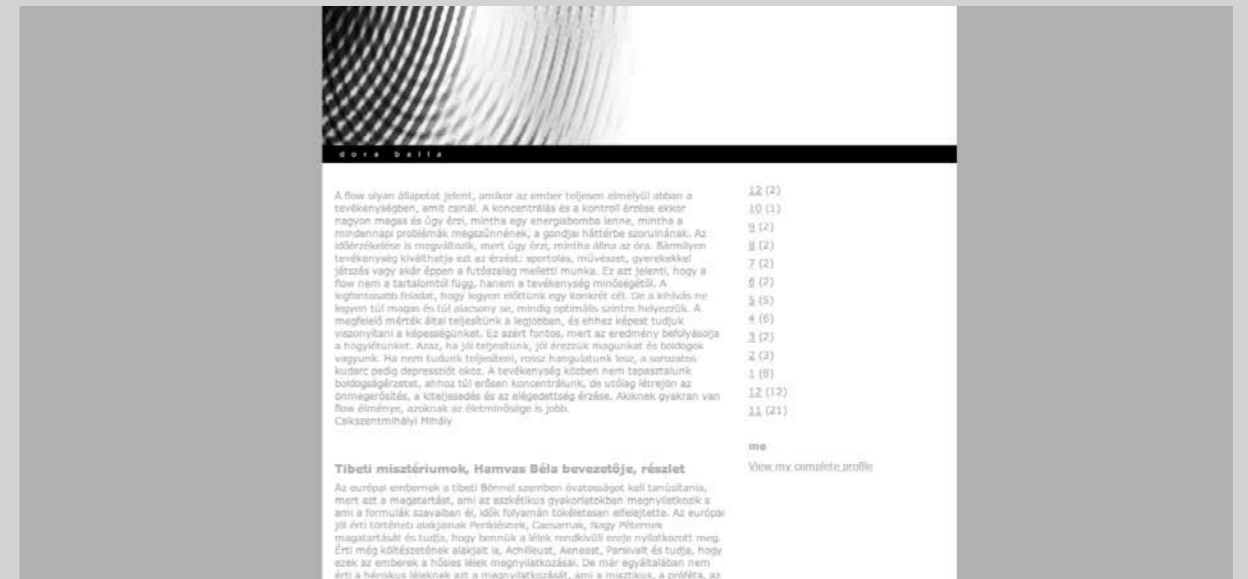 dora balla
A flow olyan állapotot jelent, amikor az ember teljesen elmélyül abban a
tevékenységben, amit csinál. A koncentrálás és a kontroll érzése ekkor
nagyon magas és úgy érzi, mintha egy energiabomba lenne, mintha a
mindennapi problémák megszűnnének, a gondjai háttérbe szorulnának. Az
időérzékelése is megváltozik, mert úgy érzi, mintha állna az óra. Bármilyen
tevékenység kiválthatja ezt az érzést: sportolás, művészet, gyerekekkel
játszás vagy akár éppen a futószalag melletti munka. Ez azt jelenti, hogy a
flow nem a tartalomtól függ, hanem a tevékenység minőségétől. A
legfontosabb feladat, hogy legyen előttünk egy konkrét cél. De a kihívás ne
legyen túl magas és túl alacsony se, mindig optimális szintre helyezzük. A
megfelelő mérték által teljesítünk a legjobban, és ehhez képest tudjuk
viszonyítani a képességünket. Ez azért fontos, mert az eredmény befolyásolja
a hogylétünket. Azaz, ha jól teljesítünk, jól érezzük magunkat és boldogok
vagyunk. Ha nem tudunk teljesíteni, rossz hangulatunk lesz, a sorozatos
kudarc pedig depressziót okoz. A tevékenység közben nem tapasztalunk
boldogságérzetet, ahhoz túl erősen koncentrálunk, de utólag létrejön az
önmegerősítés, a kiteljesedés és az elégedettség érzése. Akiknek gyakran van
flow élménye, azoknak az életminősége is jobb.
Csikszentmihályi Mihály
Tibeti misztériumok, Hamvas Béla bevezetője, részlet
Az európai embernek a tibeti Bönnel szemben óvatosságot kell tanúsítania,
mert ezt a magatartást, ami az aszkétikus gyakorlatokban megnyilatkozik s
ami a formulák szavaiban él, idők folyamán tökéletesen elfelejtette. Az európai
jól érti történeti alakjainak Periklésnek, Caesarnak, Nagy Péternek
magatartását és tudja, hogy bennük a lélek rendkívüli ereje nyilatkozott meg.
Érti még költészetének alakjait is, Achilleust, Aeneast, Parsivalt és tudja, hogy
ezek az emberek a hősies lélek megnyilatkozásai. De már egyáltalában nem
érti a héroikus léleknek azt a megnyilatkozását, ami a misztikus, a próféta, az
12 (2)
10 (1)
9 (2)
8 (2)
7 (2)
6 (2)
5 (5)
4 (6)
3 (2)
2 (3)
1 (8)
12 (12)
11 (21)
me
View my complete profile